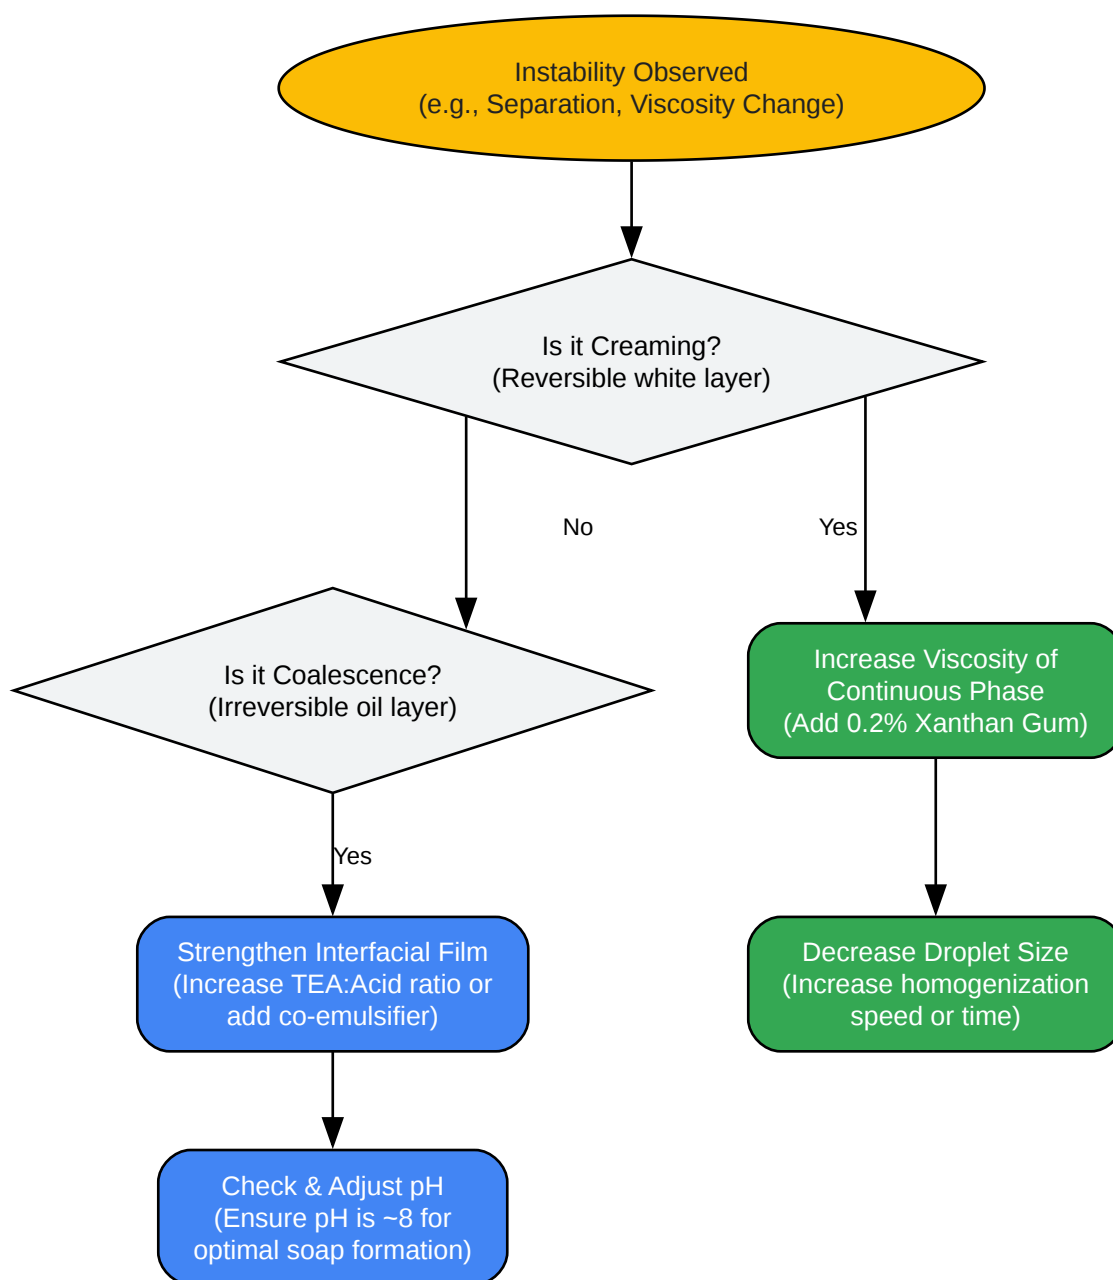 Instability Observed
(e.g., Separation, Viscosity Change)
Is it Creaming?
(Reversible white layer)
No
Yes
Is it Coalescence?
(Irreversible oil layer)
Increase Viscosity of
Continuous Phase
(Add 0.2% Xanthan Gum)
Yes
Strengthen Interfacial Film
(Increase TEA:Acid ratio or
add co-emulsifier)
Decrease Droplet Size
(Increase homogenization
speed or time)
Check & Adjust pH
(Ensure pH is ~8 for
optimal soap formation)